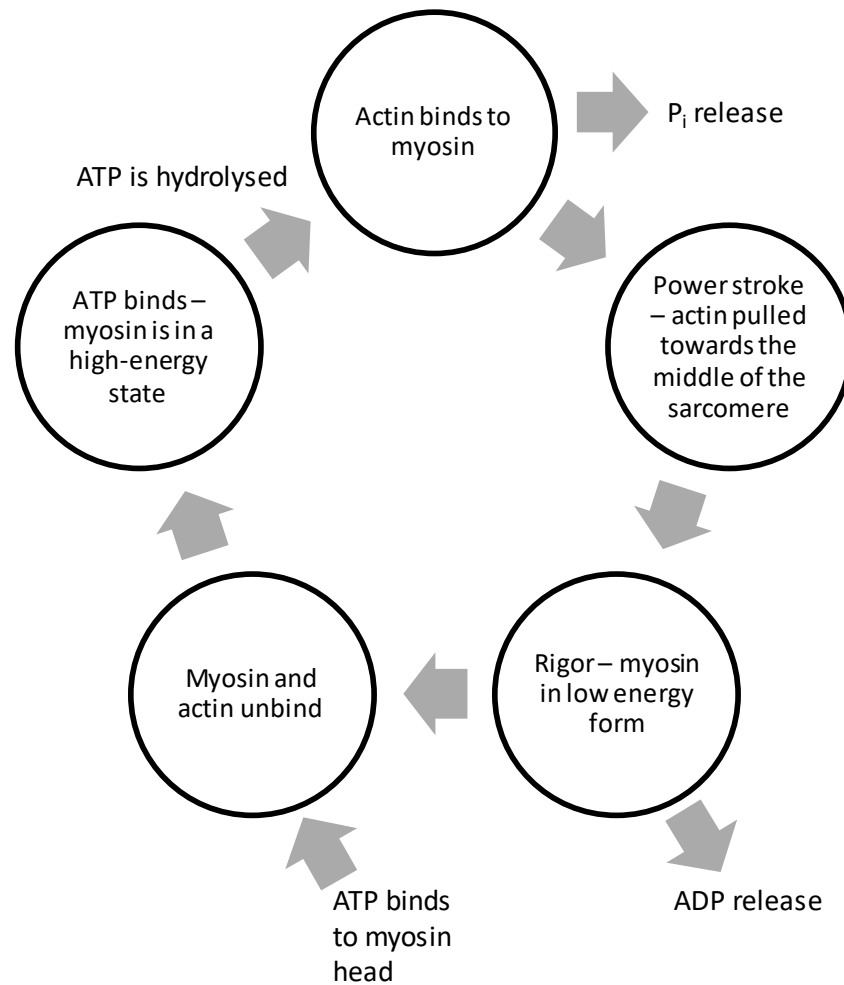 Actin binds to
myosin
P_i release
ATP is hydrolysed
Power stroke
– actin pulled
towards the
middle of the
sarcomere
ATP binds –
myosin is in a
high-energy
state
Rigor – myosin
in low energy
form
Myosin and
actin unbind
ADP release
ATP binds
to myosin
head